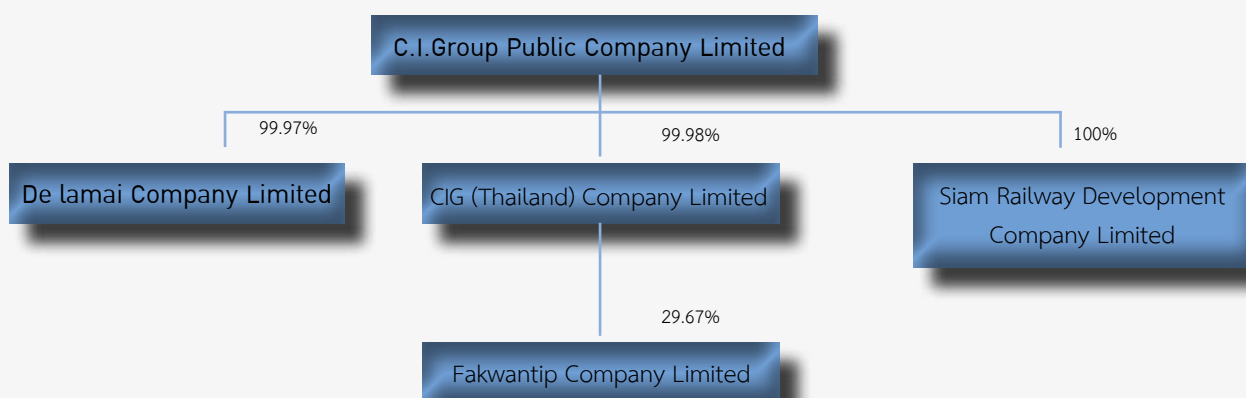 C.I.Group Public Company Limited
99.97%
99.98%
100%
De lamai Company Limited
CIG (Thailand) Company Limited
Siam Railway Development
Company Limited
29.67%
Fakwantip Company Limited